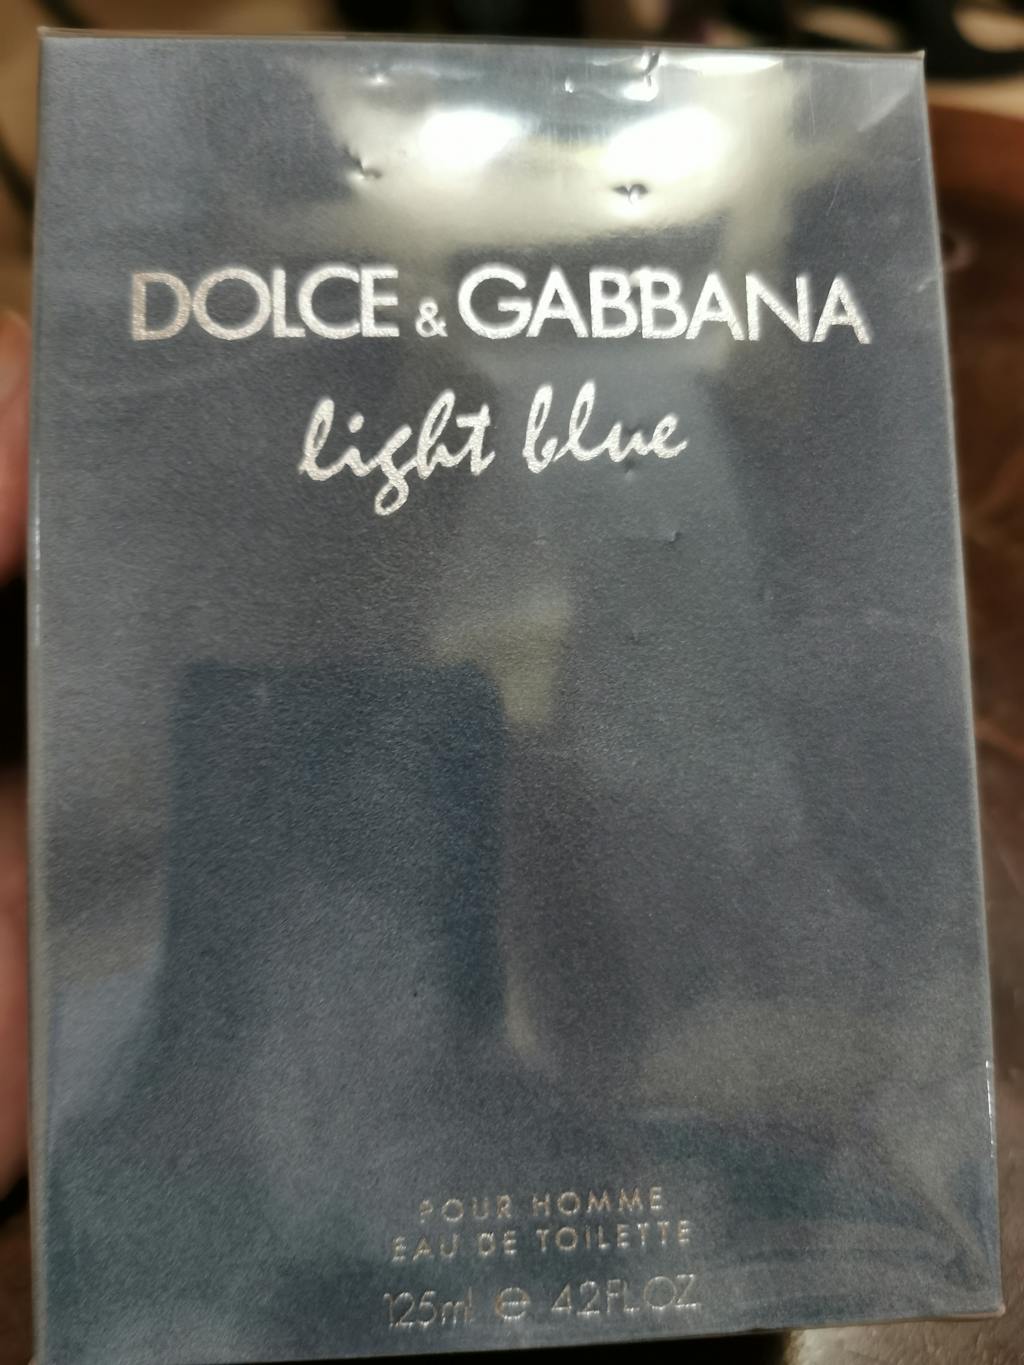 DOLCE & GABBANA
light blue
POUR HOMME
EAU DE TOILETTE
125ml e 4.2FL.OZ.